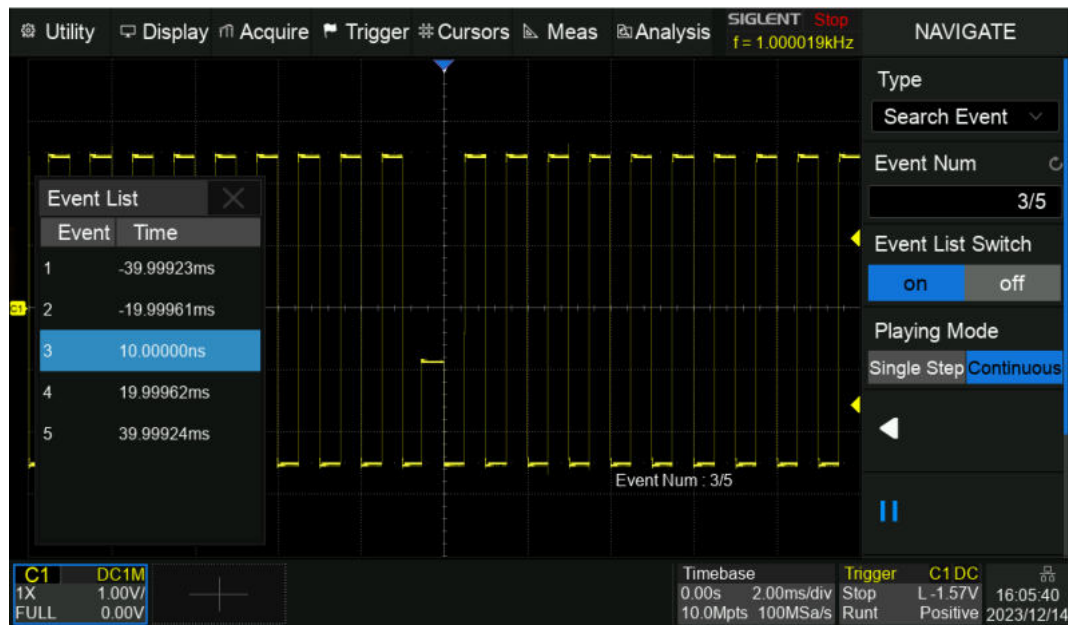 Utility Display Acquire Trigger Cursors Meas Analysis SIGLENT Stop NAVIGATE
f = 1.000019kHz
Type
Search Event
Event Num
3/5
Event List Switch
on off
Playing Mode
Single Step Continuous
Event List
Event Time
1 -39.99923ms
2 -19.99961ms
3 10.00000ns
4 19.99962ms
5 39.99924ms
C1
Event Num : 3/5
C1 DC1M
1X 1.00V/
FULL 0.00V
Timebase
0.00s 2.00ms/div
10.0Mpts 100MSa/s
Trigger C1 DC
Stop L -1.57V
Runt Positive
16:05:40
2023/12/14